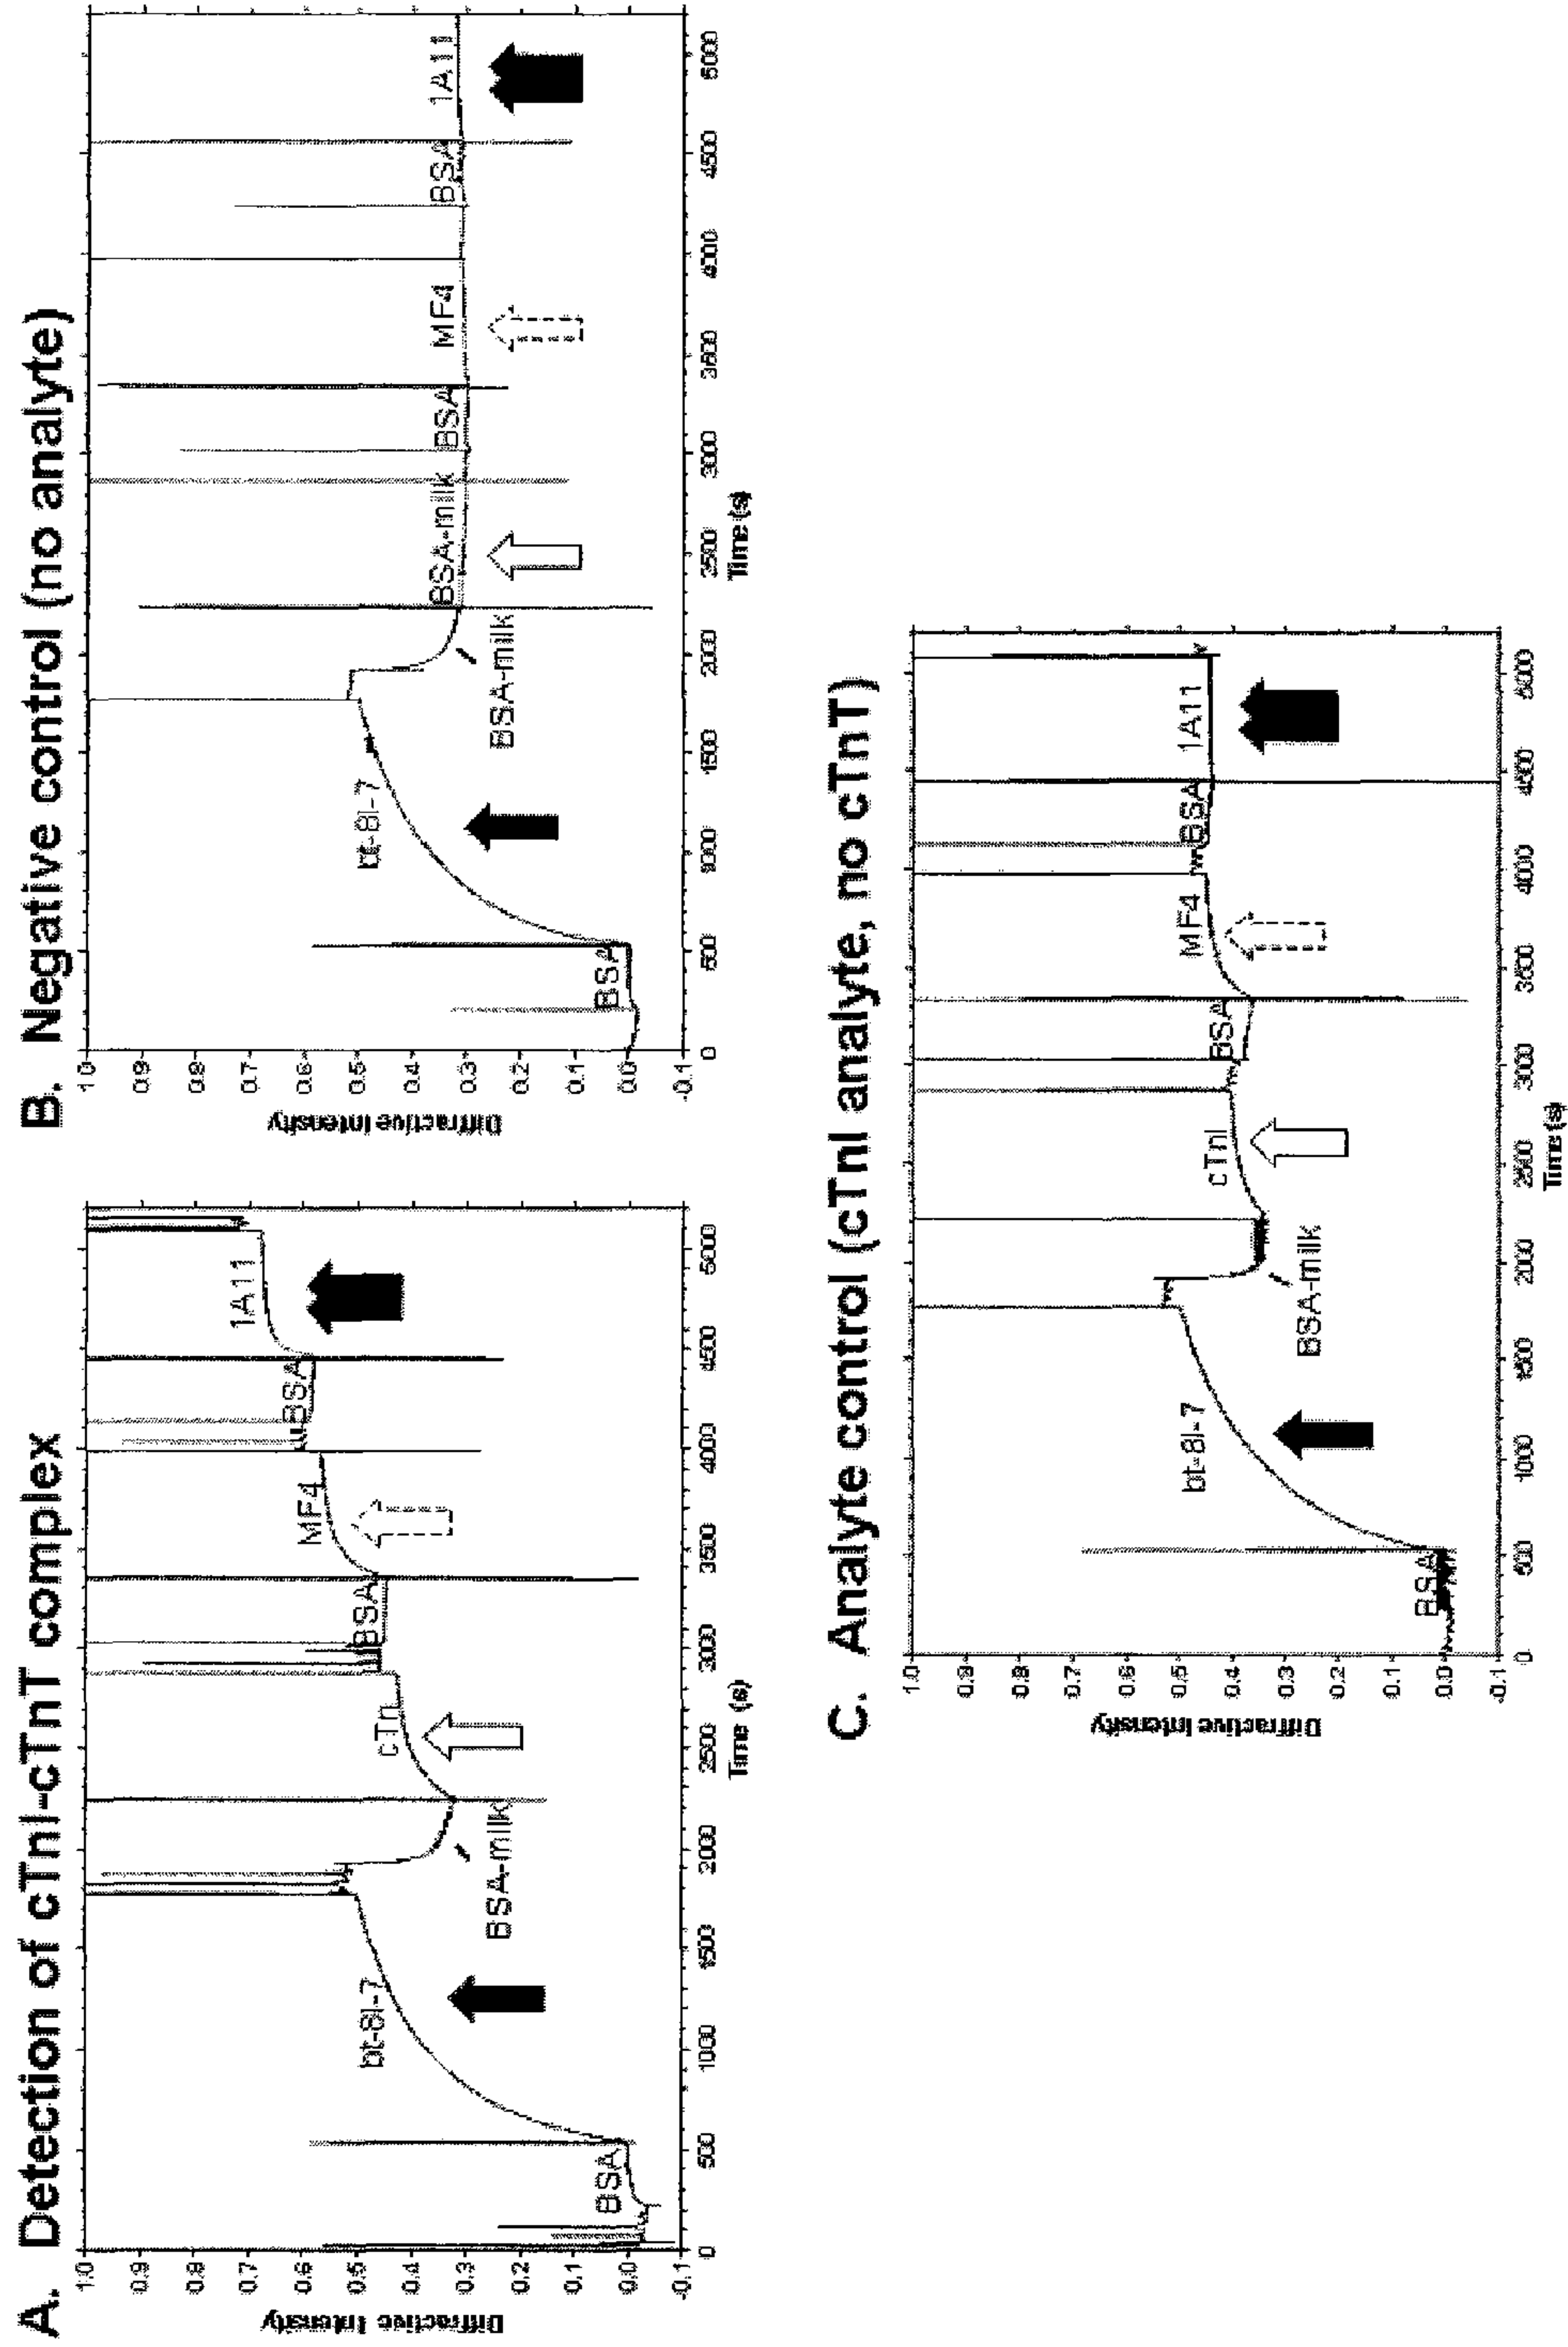 A. Detection of cTnI-cTnT complex
Diffractive Intensity
1.0
0.9
0.8
0.7
0.6
0.5
0.4
0.3
0.2
0.1
0.0
-0.1
BSA
bt-8I-7
BSA-milk
cTn
BSA
MF4
BSA
1A11
0 500 1000 1500 2000 2500 3000 3500 4000 4500 5000
Time (s)
B. Negative control (no analyte)
Diffractive Intensity
1.0
0.9
0.8
0.7
0.6
0.5
0.4
0.3
0.2
0.1
0.0
-0.1
BSA
bt-8I-7
BSA-milk
BSA-milk
BSA
MF4
BSA
1A11
0 500 1000 1500 2000 2500 3000 3500 4000 4500 5000
Time (s)
C. Analyte control (cTnI analyte, no cTnT)
Diffractive Intensity
1.0
0.9
0.8
0.7
0.6
0.5
0.4
0.3
0.2
0.1
0.0
-0.1
BSA
bt-8I-7
BSA-milk
cTnI
BSA
MF4
BSA
1A11
0 500 1000 1500 2000 2500 3000 3500 4000 4500 5000
Time (s)